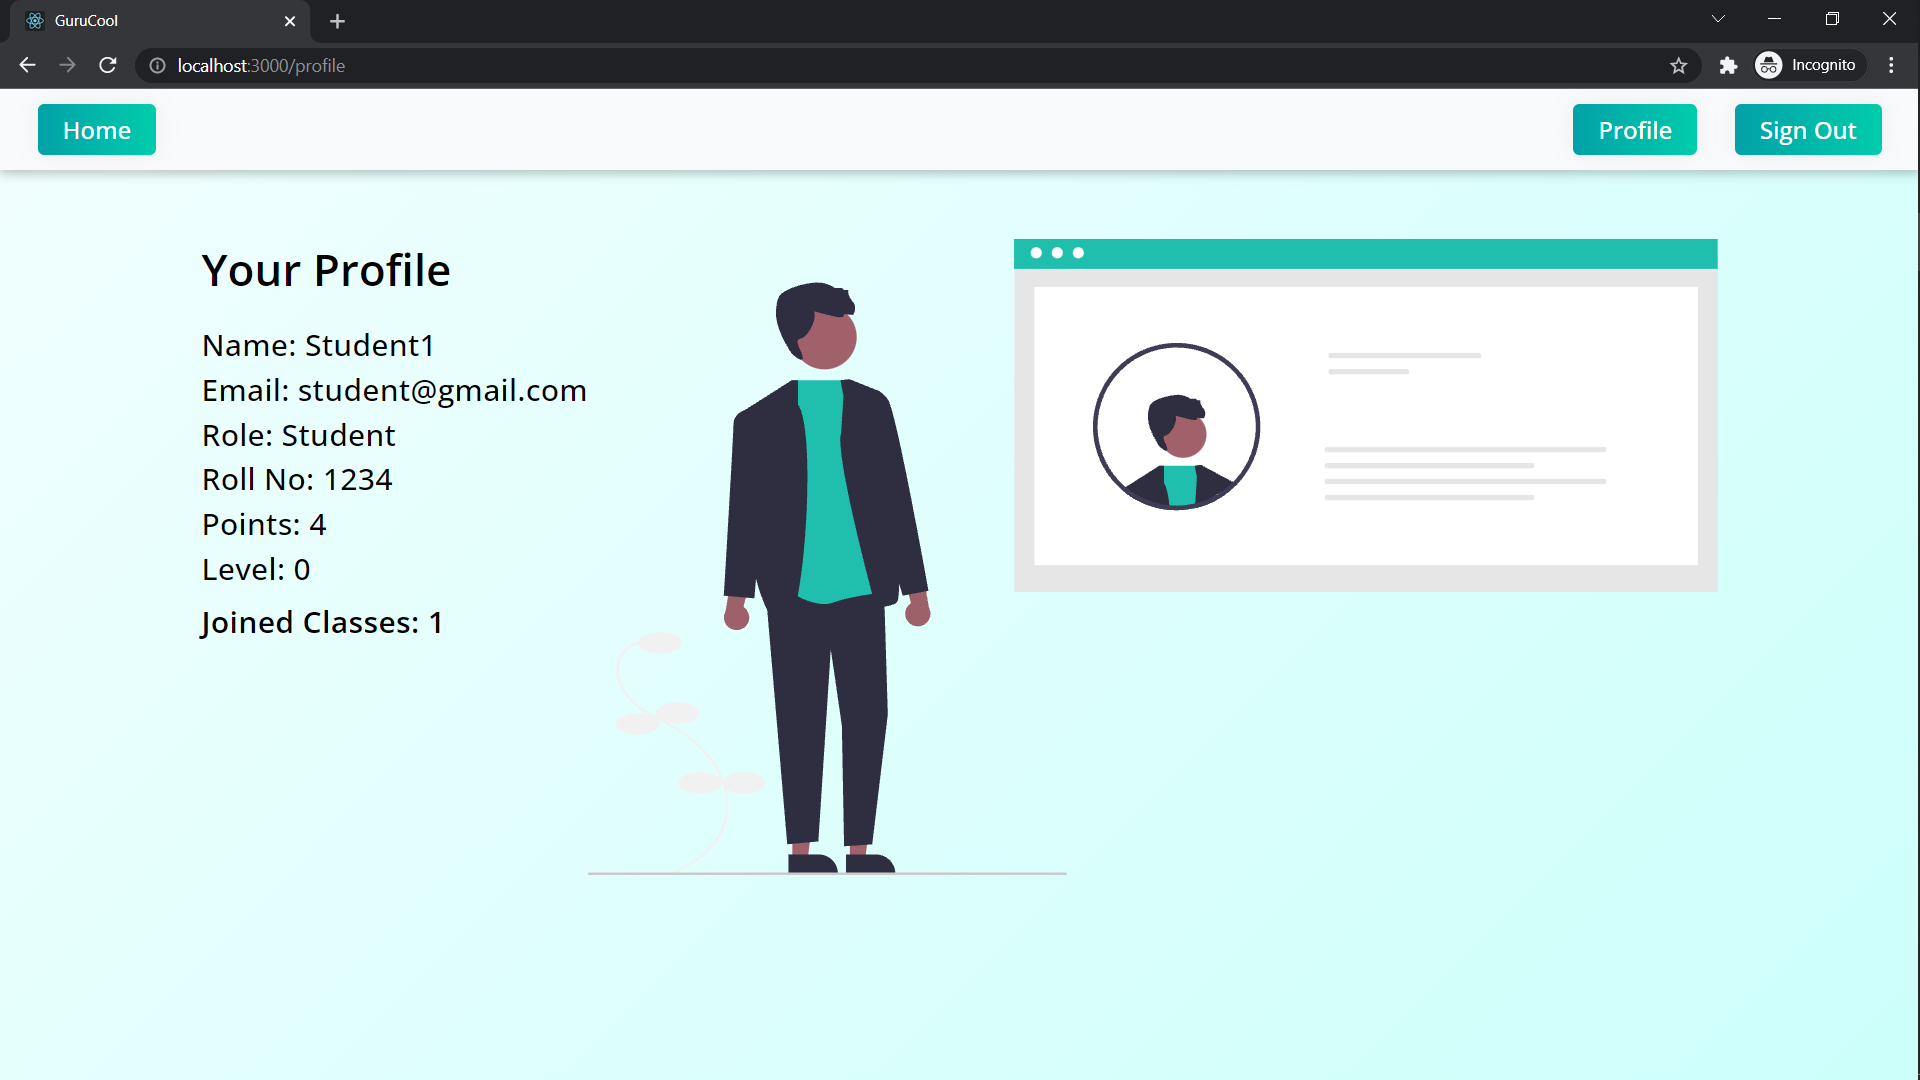 GuruCool
localhost:3000/profile
Incognito
Home
Profile
Sign Out
Your Profile
Name: Student1
Email: student@gmail.com
Role: Student
Roll No: 1234
Points: 4
Level: 0
Joined Classes: 1